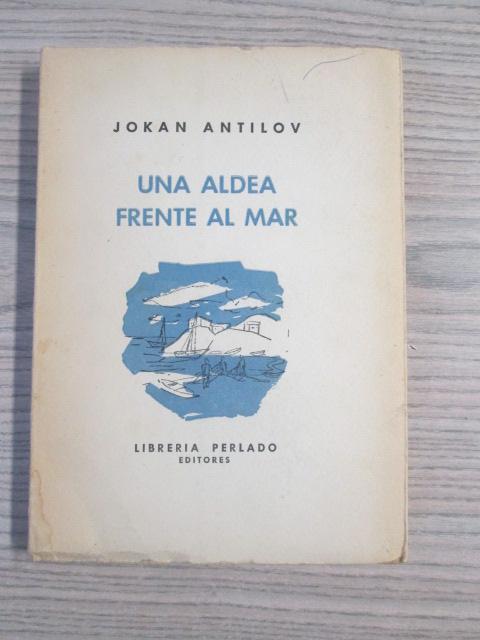 JOKAN ANTILOV
UNA ALDEA
FRENTE AL MAR
LIBRERIA PERLADO
EDITORES